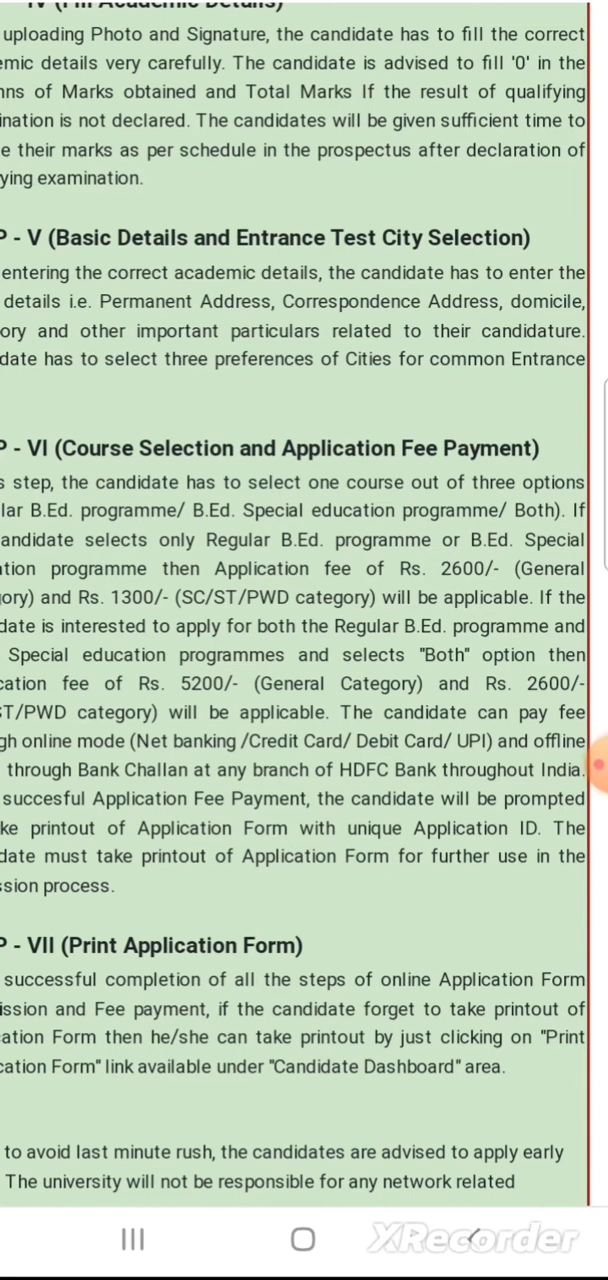 IV (Fill Academic Details)
uploading Photo and Signature, the candidate has to fill the correct
emic details very carefully. The candidate is advised to fill '0' in the
nns of Marks obtained and Total Marks If the result of qualifying
ination is not declared. The candidates will be given sufficient time to
e their marks as per schedule in the prospectus after declaration of
ying examination.
P - V (Basic Details and Entrance Test City Selection)
entering the correct academic details, the candidate has to enter the
details i.e. Permanent Address, Correspondence Address, domicile,
ory and other important particulars related to their candidature.
date has to select three preferences of Cities for common Entrance
P - VI (Course Selection and Application Fee Payment)
s step, the candidate has to select one course out of three options
lar B.Ed. programme/ B.Ed. Special education programme/ Both). If
andidate selects only Regular B.Ed. programme or B.Ed. Special
ation programme then Application fee of Rs. 2600/- (General
gory) and Rs. 1300/- (SC/ST/PWD category) will be applicable. If the
date is interested to apply for both the Regular B.Ed. programme and
Special education programmes and selects "Both" option then
cation fee of Rs. 5200/- (General Category) and Rs. 2600/-
ST/PWD category) will be applicable. The candidate can pay fee
gh online mode (Net banking /Credit Card/ Debit Card/ UPI) and offline
through Bank Challan at any branch of HDFC Bank throughout India.
succesful Application Fee Payment, the candidate will be prompted
ke printout of Application Form with unique Application ID. The
date must take printout of Application Form for further use in the
ssion process.
P - VII (Print Application Form)
successful completion of all the steps of online Application Form
ission and Fee payment, if the candidate forget to take printout of
cation Form then he/she can take printout by just clicking on "Print
cation Form" link available under "Candidate Dashboard" area.
to avoid last minute rush, the candidates are advised to apply early
The university will not be responsible for any network related
XRecorder